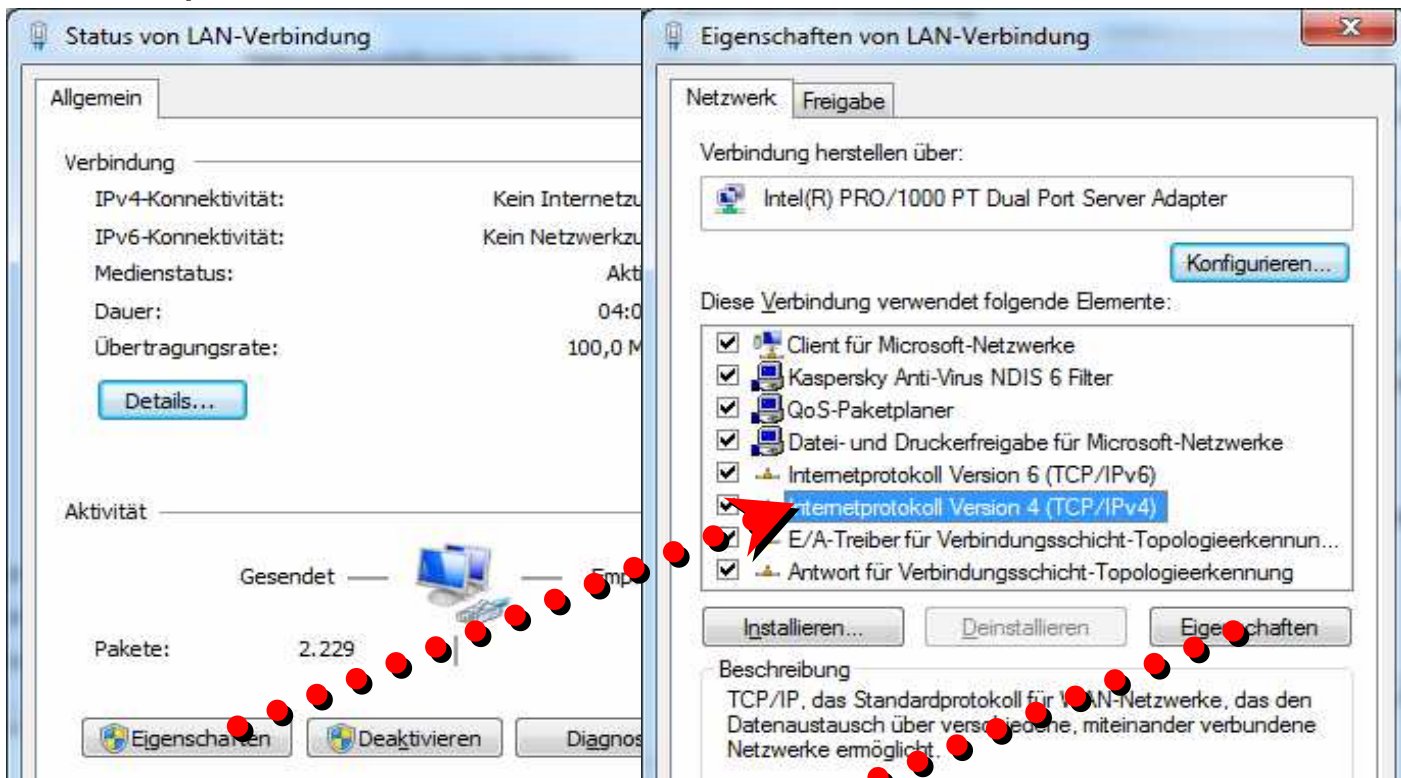 Status von LAN-Verbindung
Allgemein
Verbindung
IPv4-Konnektivität: Kein Internetzu
IPv6-Konnektivität: Kein Netzwerkzu
Medienstatus: Akti
Dauer: 04:0
Übertragungsrate: 100,0 M
Details...
Aktivität
Gesendet Emp
Pakete: 2.229
Eigenschaften Deaktivieren Diagnos
Eigenschaften von LAN-Verbindung
Netzwerk Freigabe
Verbindung herstellen über:
Intel(R) PRO/1000 PT Dual Port Server Adapter
Konfigurieren...
Diese Verbindung verwendet folgende Elemente:
Client für Microsoft-Netzwerke
Kaspersky Anti-Virus NDIS 6 Filter
QoS-Paketplaner
Datei- und Druckerfreigabe für Microsoft-Netzwerke
Internetprotokoll Version 6 (TCP/IPv6)
Internetprotokoll Version 4 (TCP/IPv4)
E/A-Treiber für Verbindungsschicht-Topologieerkennun...
Antwort für Verbindungsschicht-Topologieerkennung
Installieren... Deinstallieren Eigenschaften
Beschreibung
TCP/IP, das Standardprotokoll für WAN-Netzwerke, das den
Datenaustausch über verschiedene, miteinander verbundene
Netzwerke ermöglicht.